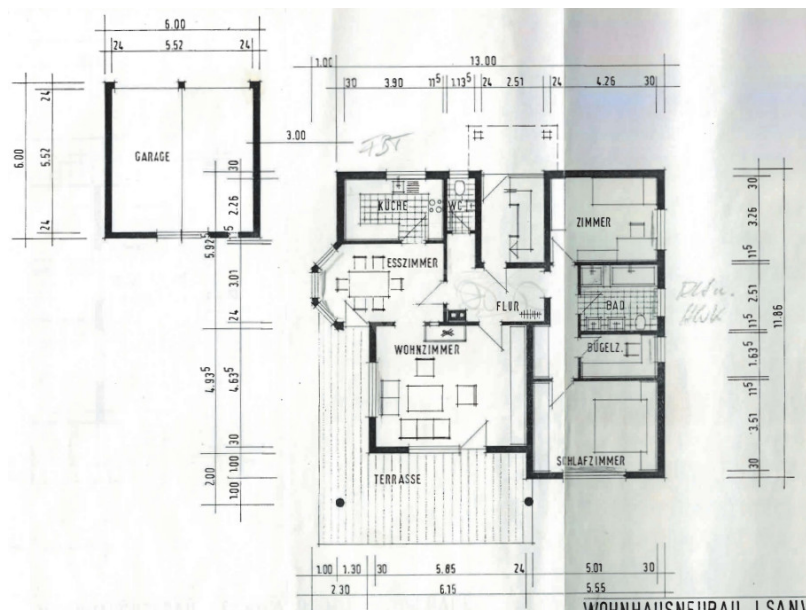 6.00
24 5.52 24
13.00
1.00
30 3.90 11⁵ 1.13⁵ 24 2.51 24 4.26 30
3.00
6.00
24
5.52
24
GARAGE
30
2.26
5.92⁵
3.01
24
4.93⁵
4.63⁵
30
2.00
1.00
1.00
KÜCHE
WC
ZIMMER
ESSZIMMER
FLUR
BAD
WOHNZIMMER
BÜGELZ.
SCHLAFZIMMER
TERRASSE
30
3.26
11⁵
2.51
11⁵
1.63⁵
11⁵
3.51
30
11.86
1.00 1.30 30 5.85 24 5.01 30
2.30 6.15 5.55
WOHNHAUSNEUBAU